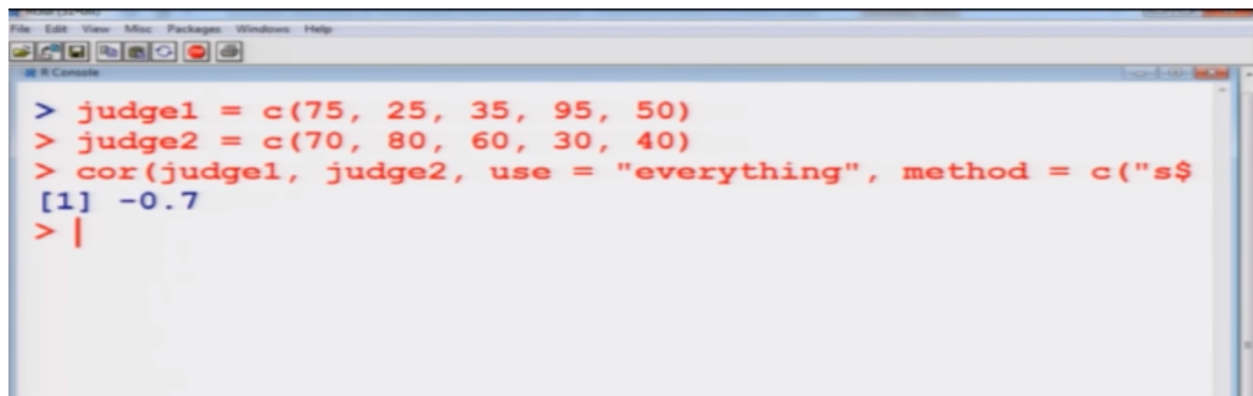 File Edit View Misc Packages Windows Help
R Console
> judge1 = c(75, 25, 35, 95, 50)
> judge2 = c(70, 80, 60, 30, 40)
> cor(judge1, judge2, use = "everything", method = c("s$
[1] -0.7
>